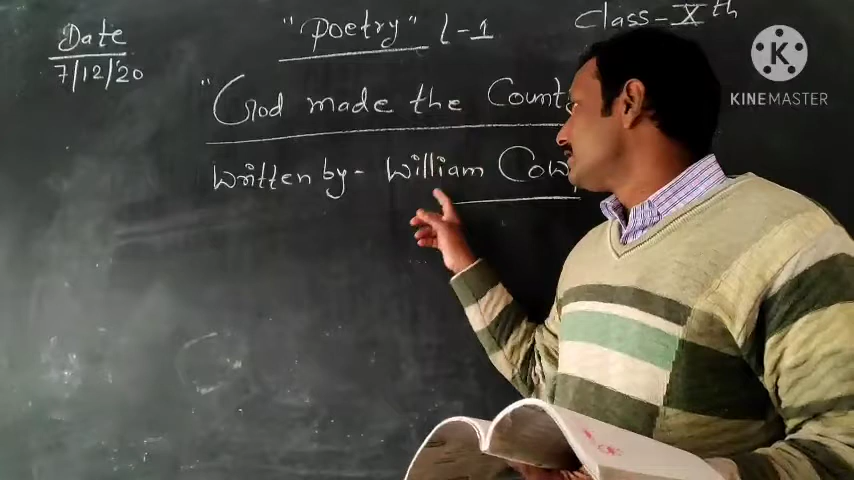 Date
7/12/'20
"Poetry" L-1
Class-Xth
"God made the Count
written by- William Cow
K
KINEMASTER